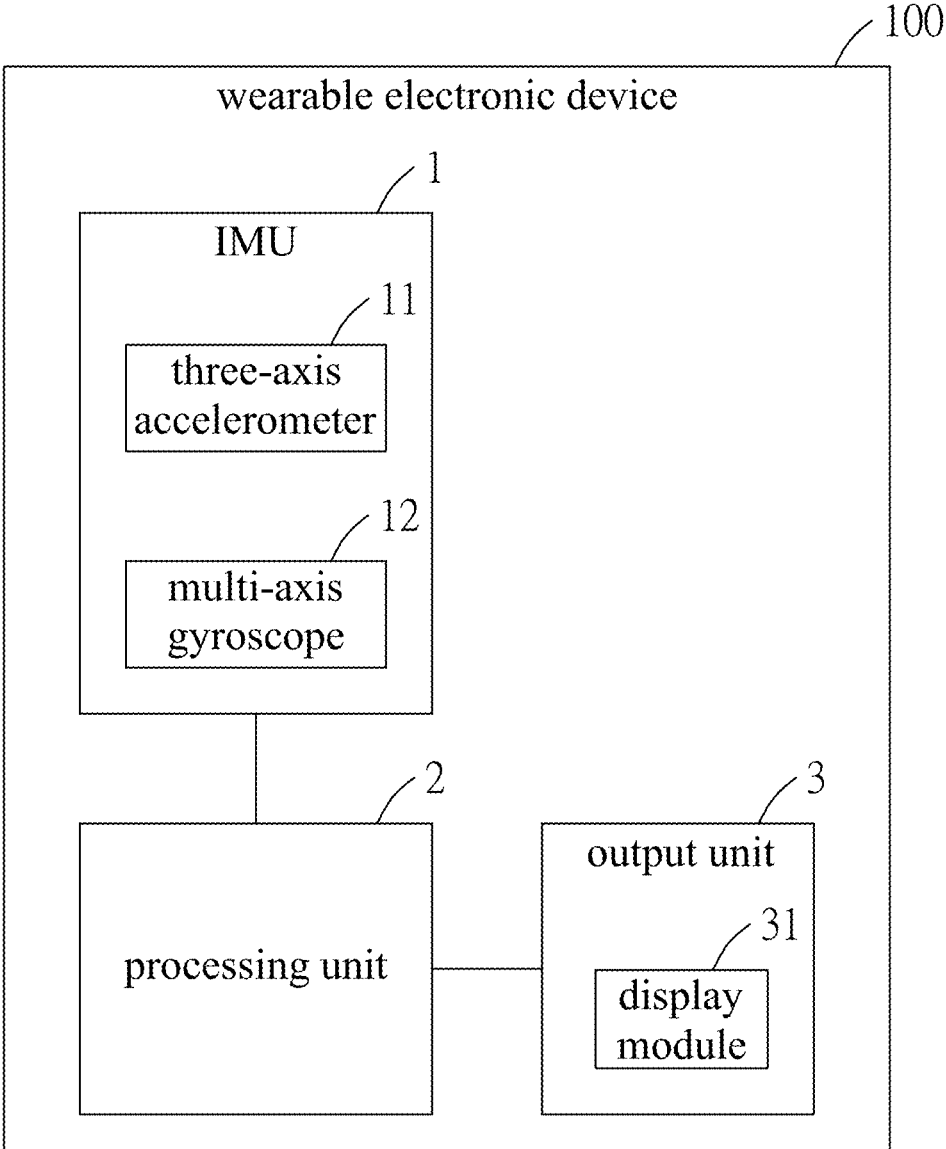 100
wearable electronic device
1
IMU
11
three-axis
accelerometer
12
multi-axis
gyroscope
2
processing unit
3
output unit
31
display
module